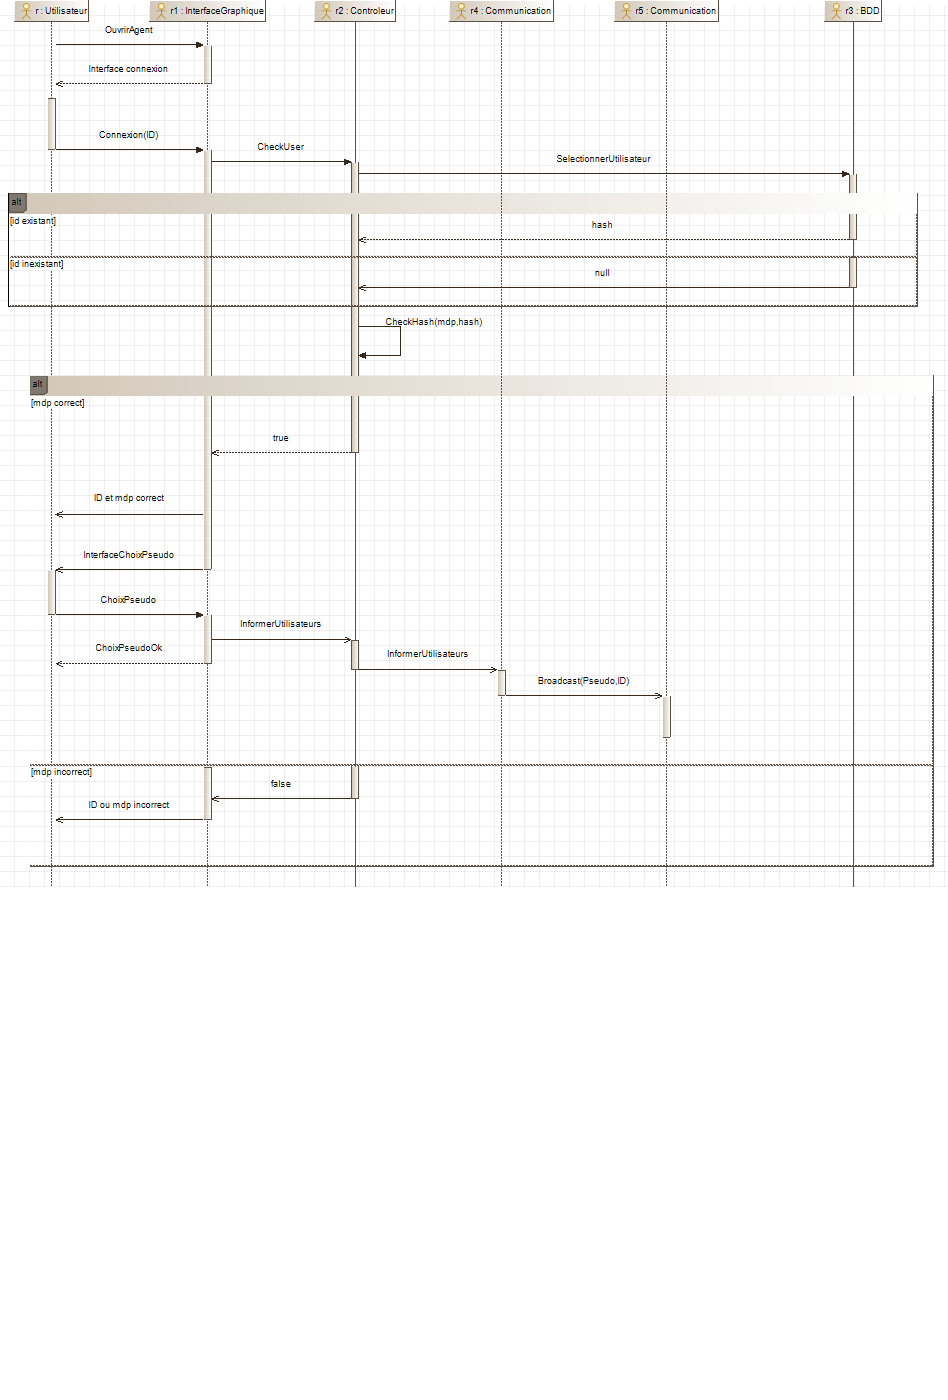 r : Utilisateur
r1 : InterfaceGraphique
r2 : Controleur
r4 : Communication
r5 : Communication
r3 : BDD
OuvrirAgent
Interface connexion
Connexion(ID)
CheckUser
SelectionnerUtilisateur
alt
[id existant]
hash
[id inexistant]
null
CheckHash(mdp,hash)
alt
[mdp correct]
true
ID et mdp correct
InterfaceChoixPseudo
ChoixPseudo
InformerUtilisateurs
ChoixPseudoOk
InformerUtilisateurs
Broadcast(Pseudo,ID)
[mdp incorrect]
false
ID ou mdp incorrect